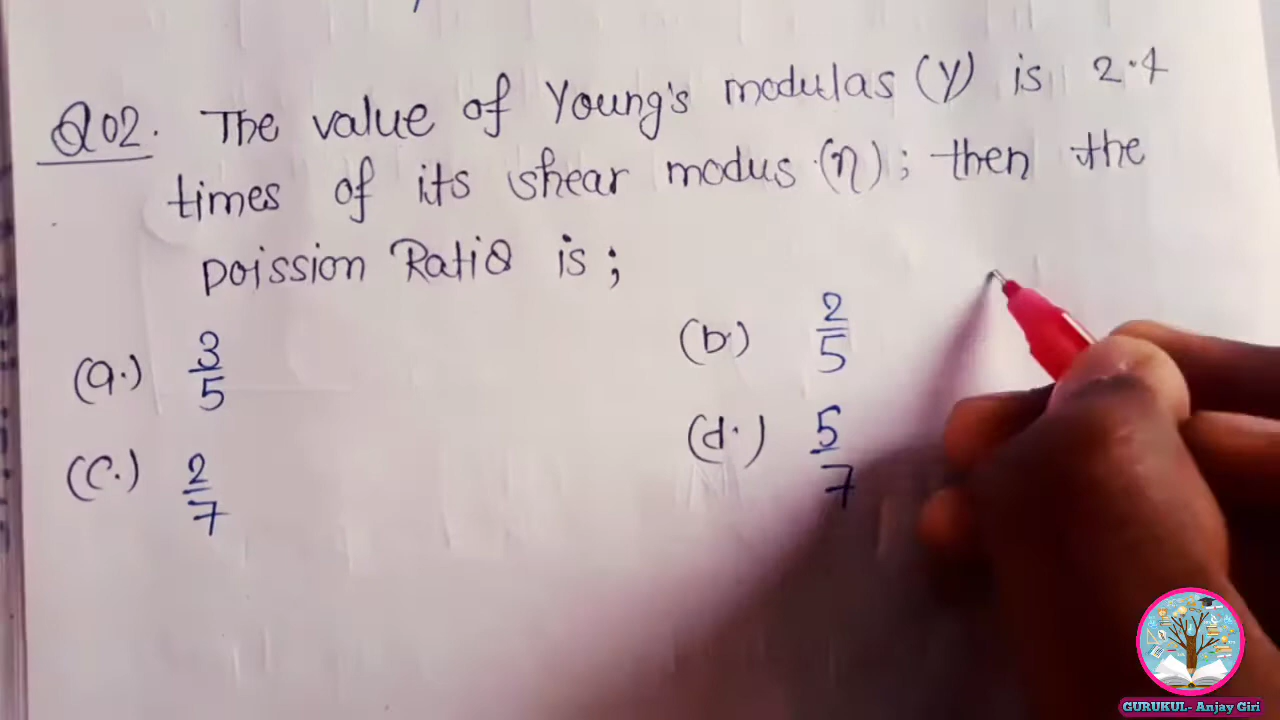 Q02. The value of Young's modulas (Y) is 2.4
times of its shear modus (η); then the
poission Ratio is;
(a.) 3/5 (b.) 2/5
(c.) 2/7 (d.) 5/7
GURUKUL- Anjay Giri